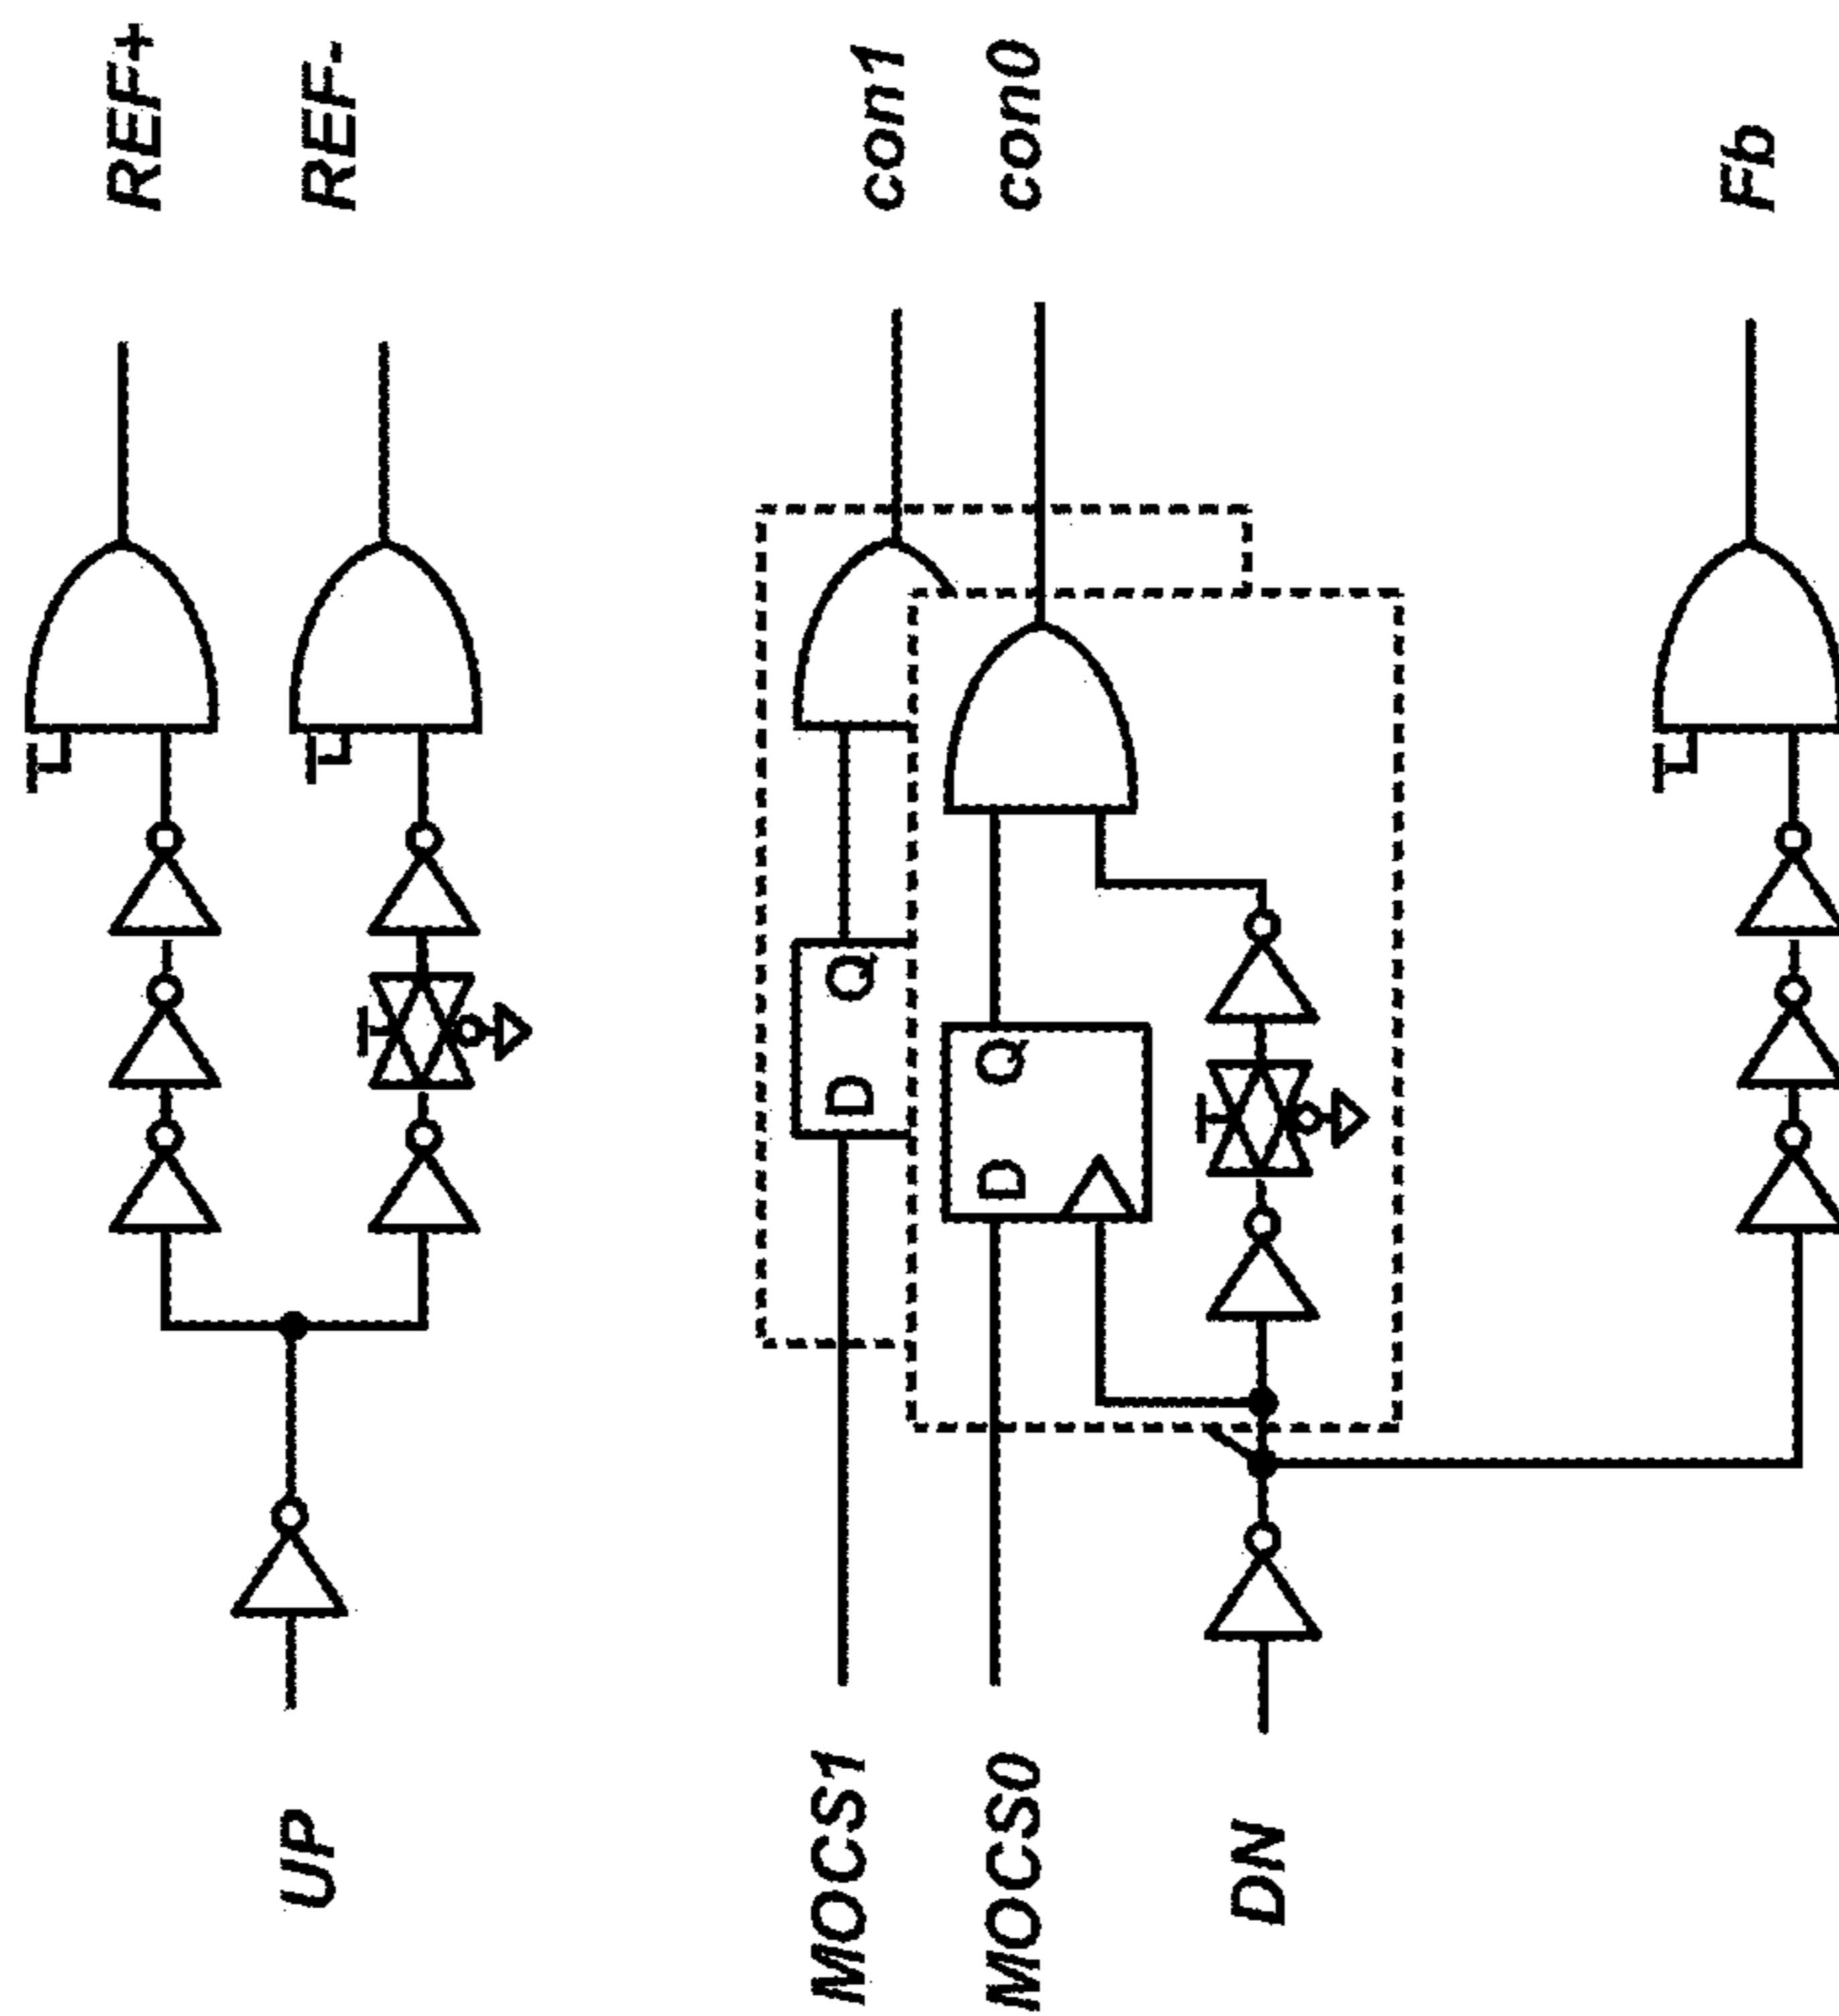 REF+
REF-
con1
con0
Fb
Q
D
Q
D
UP
MOCS1
MOCS0
DN